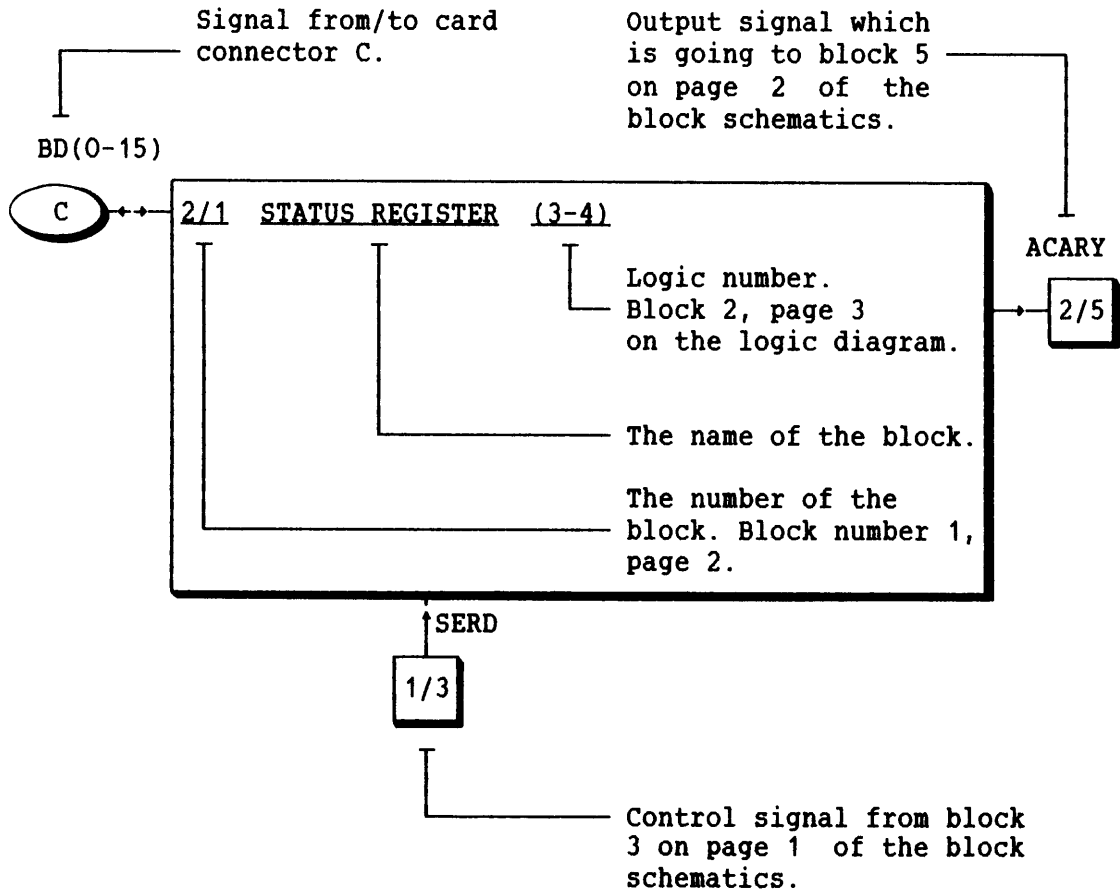 Signal from/to card
connector C.
Output signal which
is going to block 5
on page 2 of the
block schematics.
BD(0-15)
C
2/1 STATUS REGISTER (3-4)
ACARY
2/5
Logic number.
Block 2, page 3
on the logic diagram.
The name of the block.
The number of the
block. Block number 1,
page 2.
SERD
1/3
Control signal from block
3 on page 1 of the block
schematics.